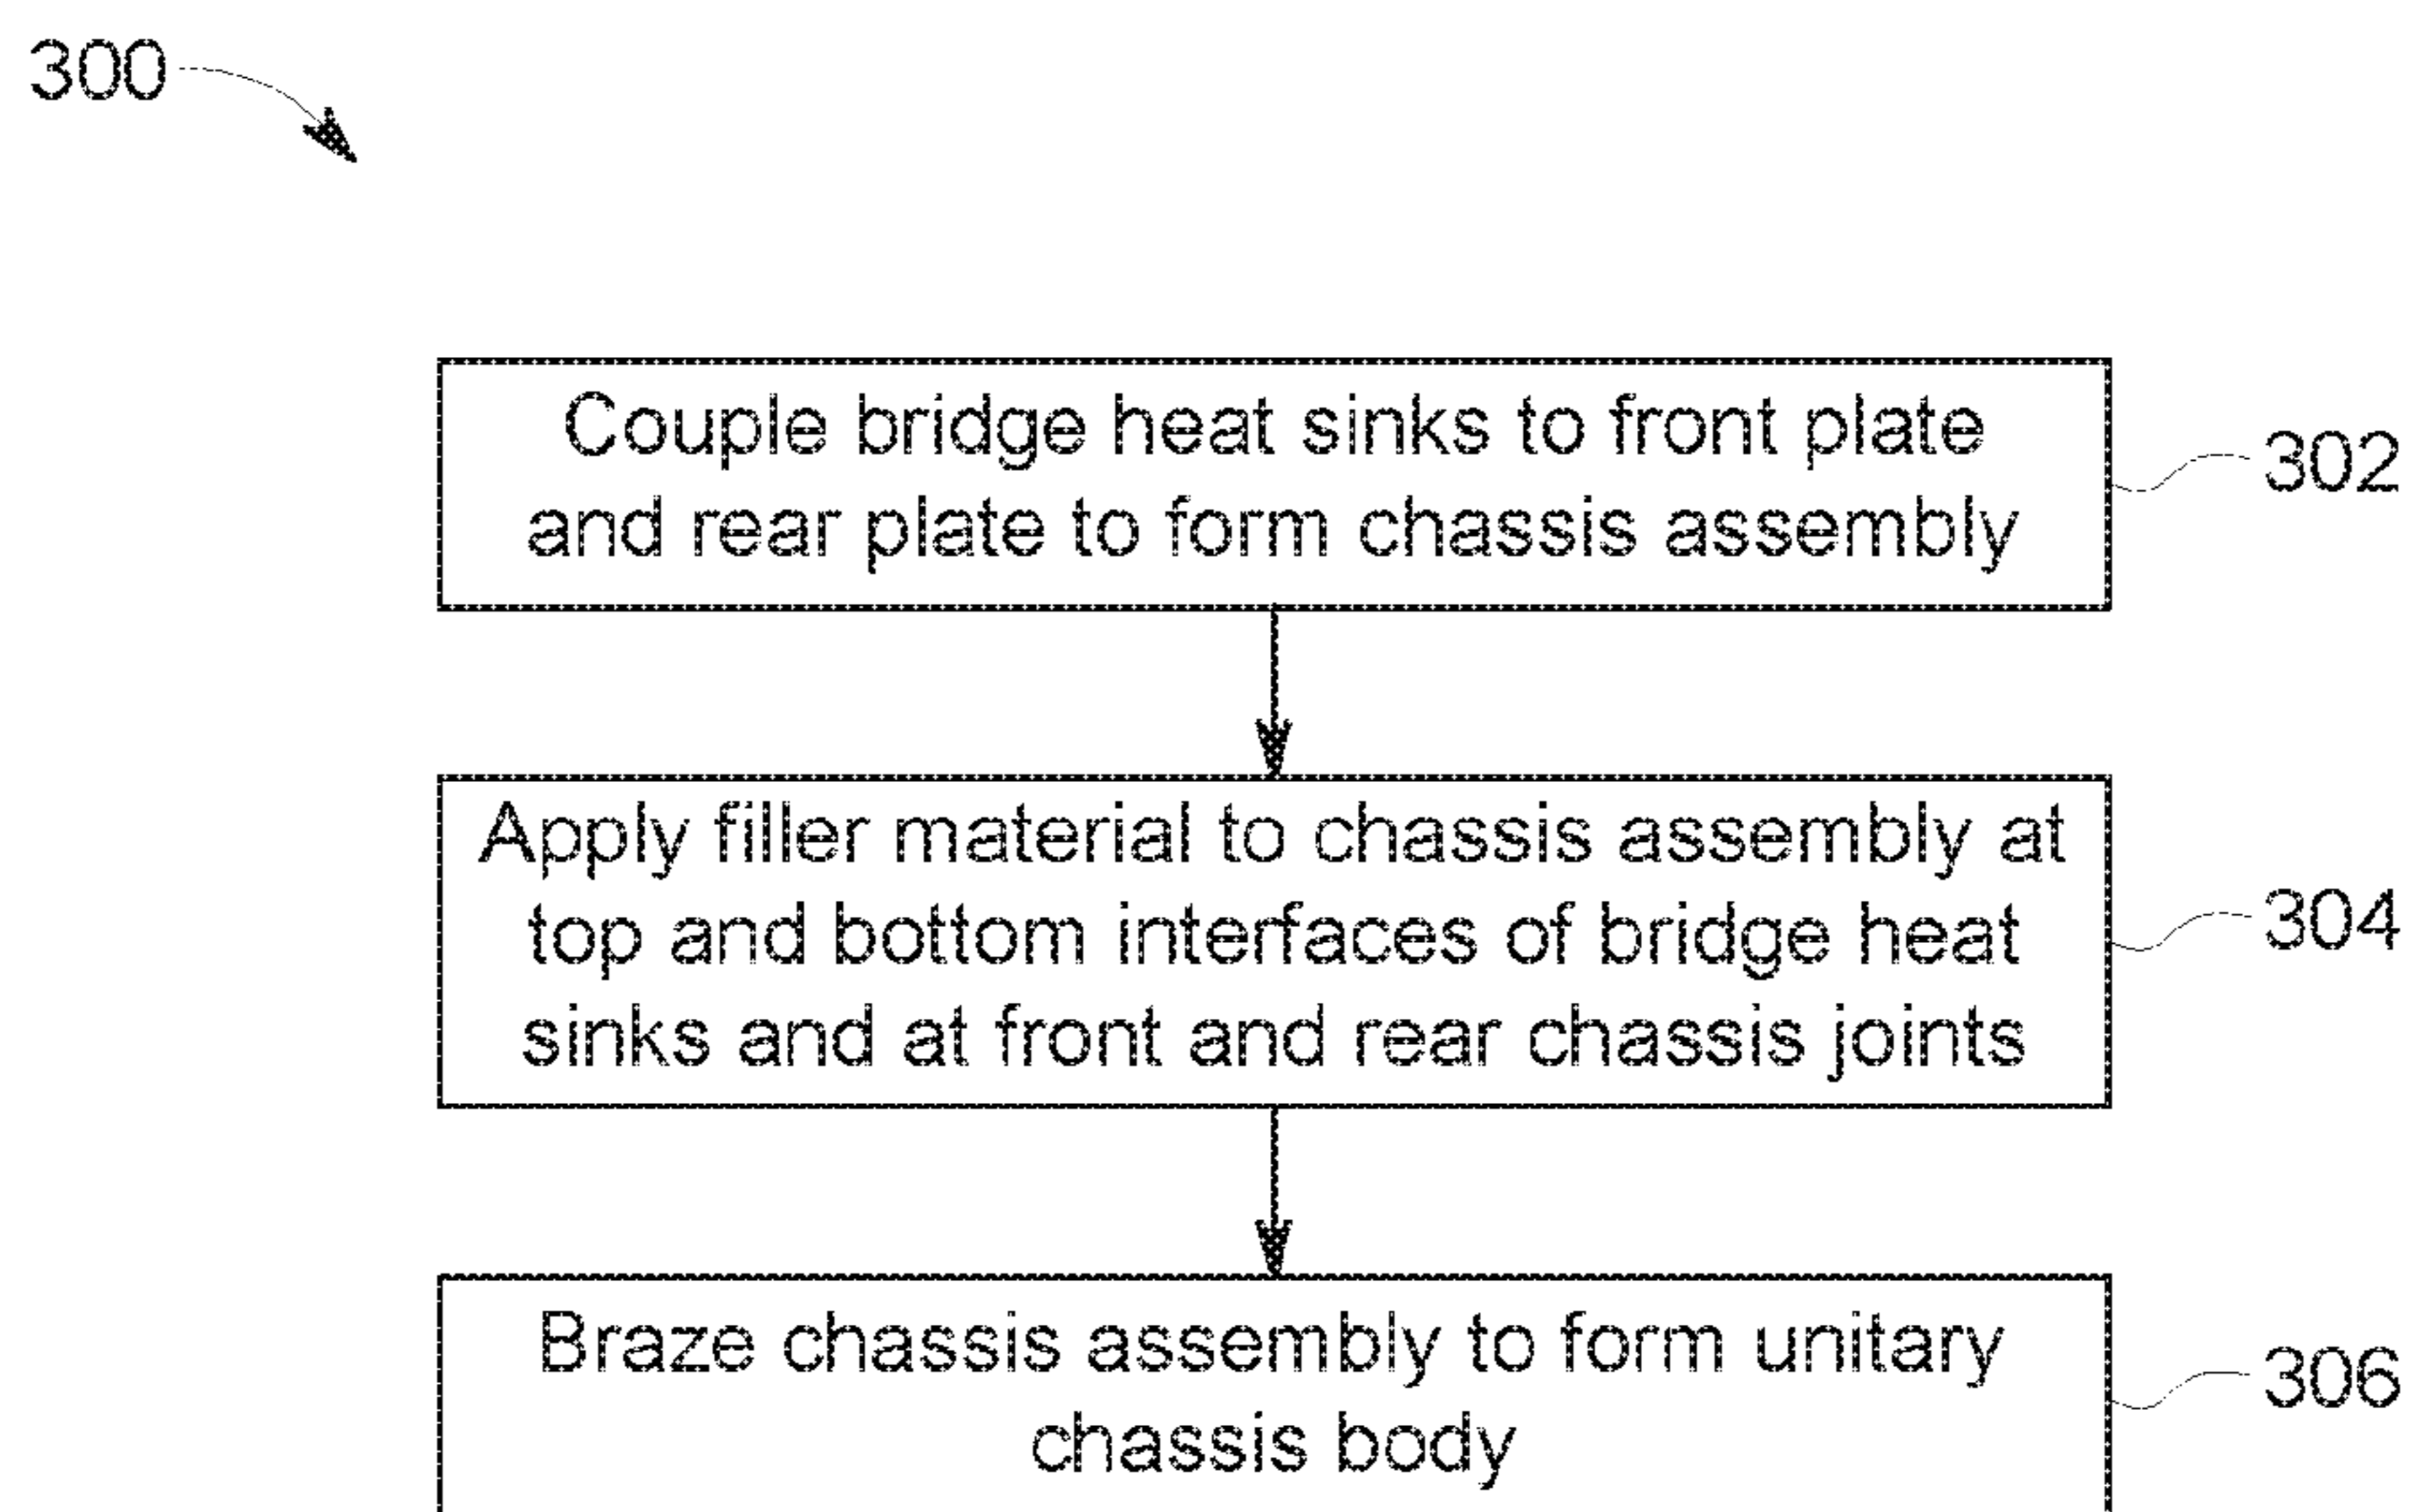 300
Couple bridge heat sinks to front plate
and rear plate to form chassis assembly
302
Apply filler material to chassis assembly at
top and bottom interfaces of bridge heat
sinks and at front and rear chassis joints
304
Braze chassis assembly to form unitary
chassis body
306